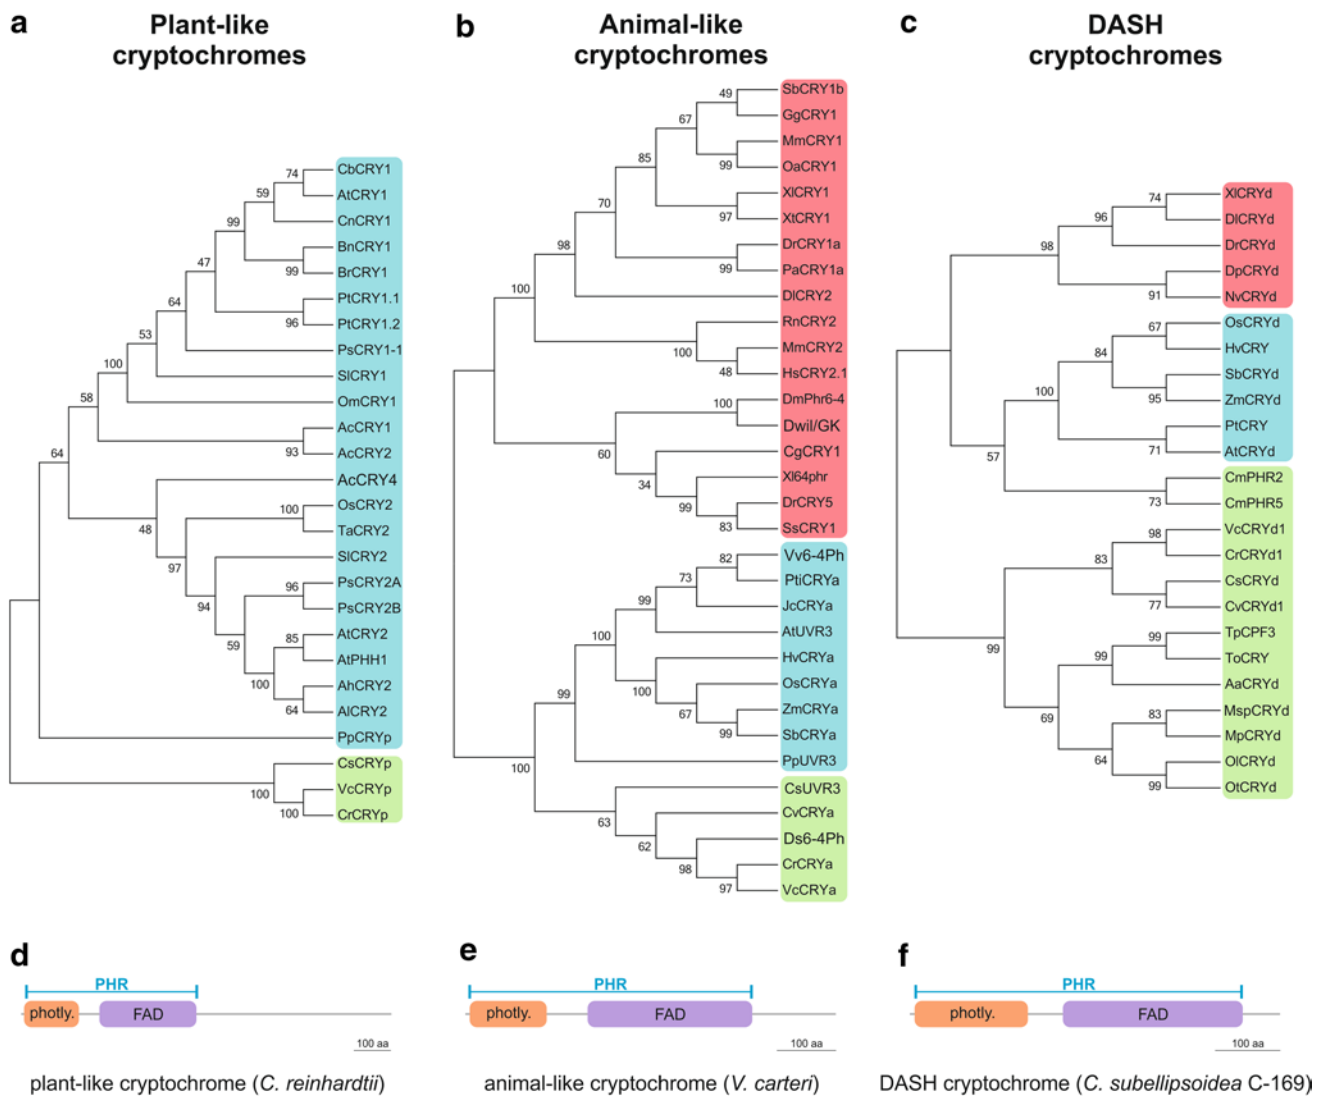 a
Plant-like
cryptochromes
74
CbCRY1
59
AtCRY1
99
CnCRY1
BnCRY1
47
99
BrCRY1
64
PtCRY1.1
96
PtCRY1.2
53
PsCRY1-1
100
SlCRY1
58
OmCRY1
AcCRY1
64
93
AcCRY2
AcCRY4
48
100
OsCRY2
TaCRY2
97
SlCRY2
94
96
PsCRY2A
PsCRY2B
59
85
AtCRY2
AtPHH1
100
AhCRY2
64
AlCRY2
PpCRYp
CsCRYp
100
VcCRYp
100
CrCRYp
b
Animal-like
cryptochromes
49
SbCRY1b
67
GgCRY1
85
MmCRY1
99
OaCRY1
70
XlCRY1
97
XtCRY1
98
DrCRY1a
99
PaCRY1a
100
DlCRY2
RnCRY2
100
MmCRY2
48
HsCRY2.1
100
DmPhr6-4
Dwil/GK
60
CgCRY1
34
Xl64phr
99
DrCRY5
83
SsCRY1
82
Vv6-4Ph
73
PtiCRYa
99
JcCRYa
100
AtUVR3
HvCRYa
100
OsCRYa
99
67
ZmCRYa
99
SbCRYa
100
PpUVR3
CsUVR3
63
CvCRYa
62
Ds6-4Ph
98
CrCRYa
97
VcCRYa
c
DASH
cryptochromes
74
XlCRYd
96
DlCRYd
98
DrCRYd
DpCRYd
91
NvCRYd
67
OsCRYd
84
HvCRY
100
SbCRYd
95
ZmCRYd
PtCRY
57
71
AtCRYd
CmPHR2
73
CmPHR5
98
VcCRYd1
83
CrCRYd1
CsCRYd
77
CvCRYd1
99
99
TpCPF3
99
ToCRY
AaCRYd
69
83
MspCRYd
MpCRYd
64
OlCRYd
99
OtCRYd
d
PHR
photly.
FAD
100 aa
plant-like cryptochrome (C. reinhardtii)
e
PHR
photly.
FAD
100 aa
animal-like cryptochrome (V. carteri)
f
PHR
photly.
FAD
100 aa
DASH cryptochrome (C. subellipsoidea C-169)